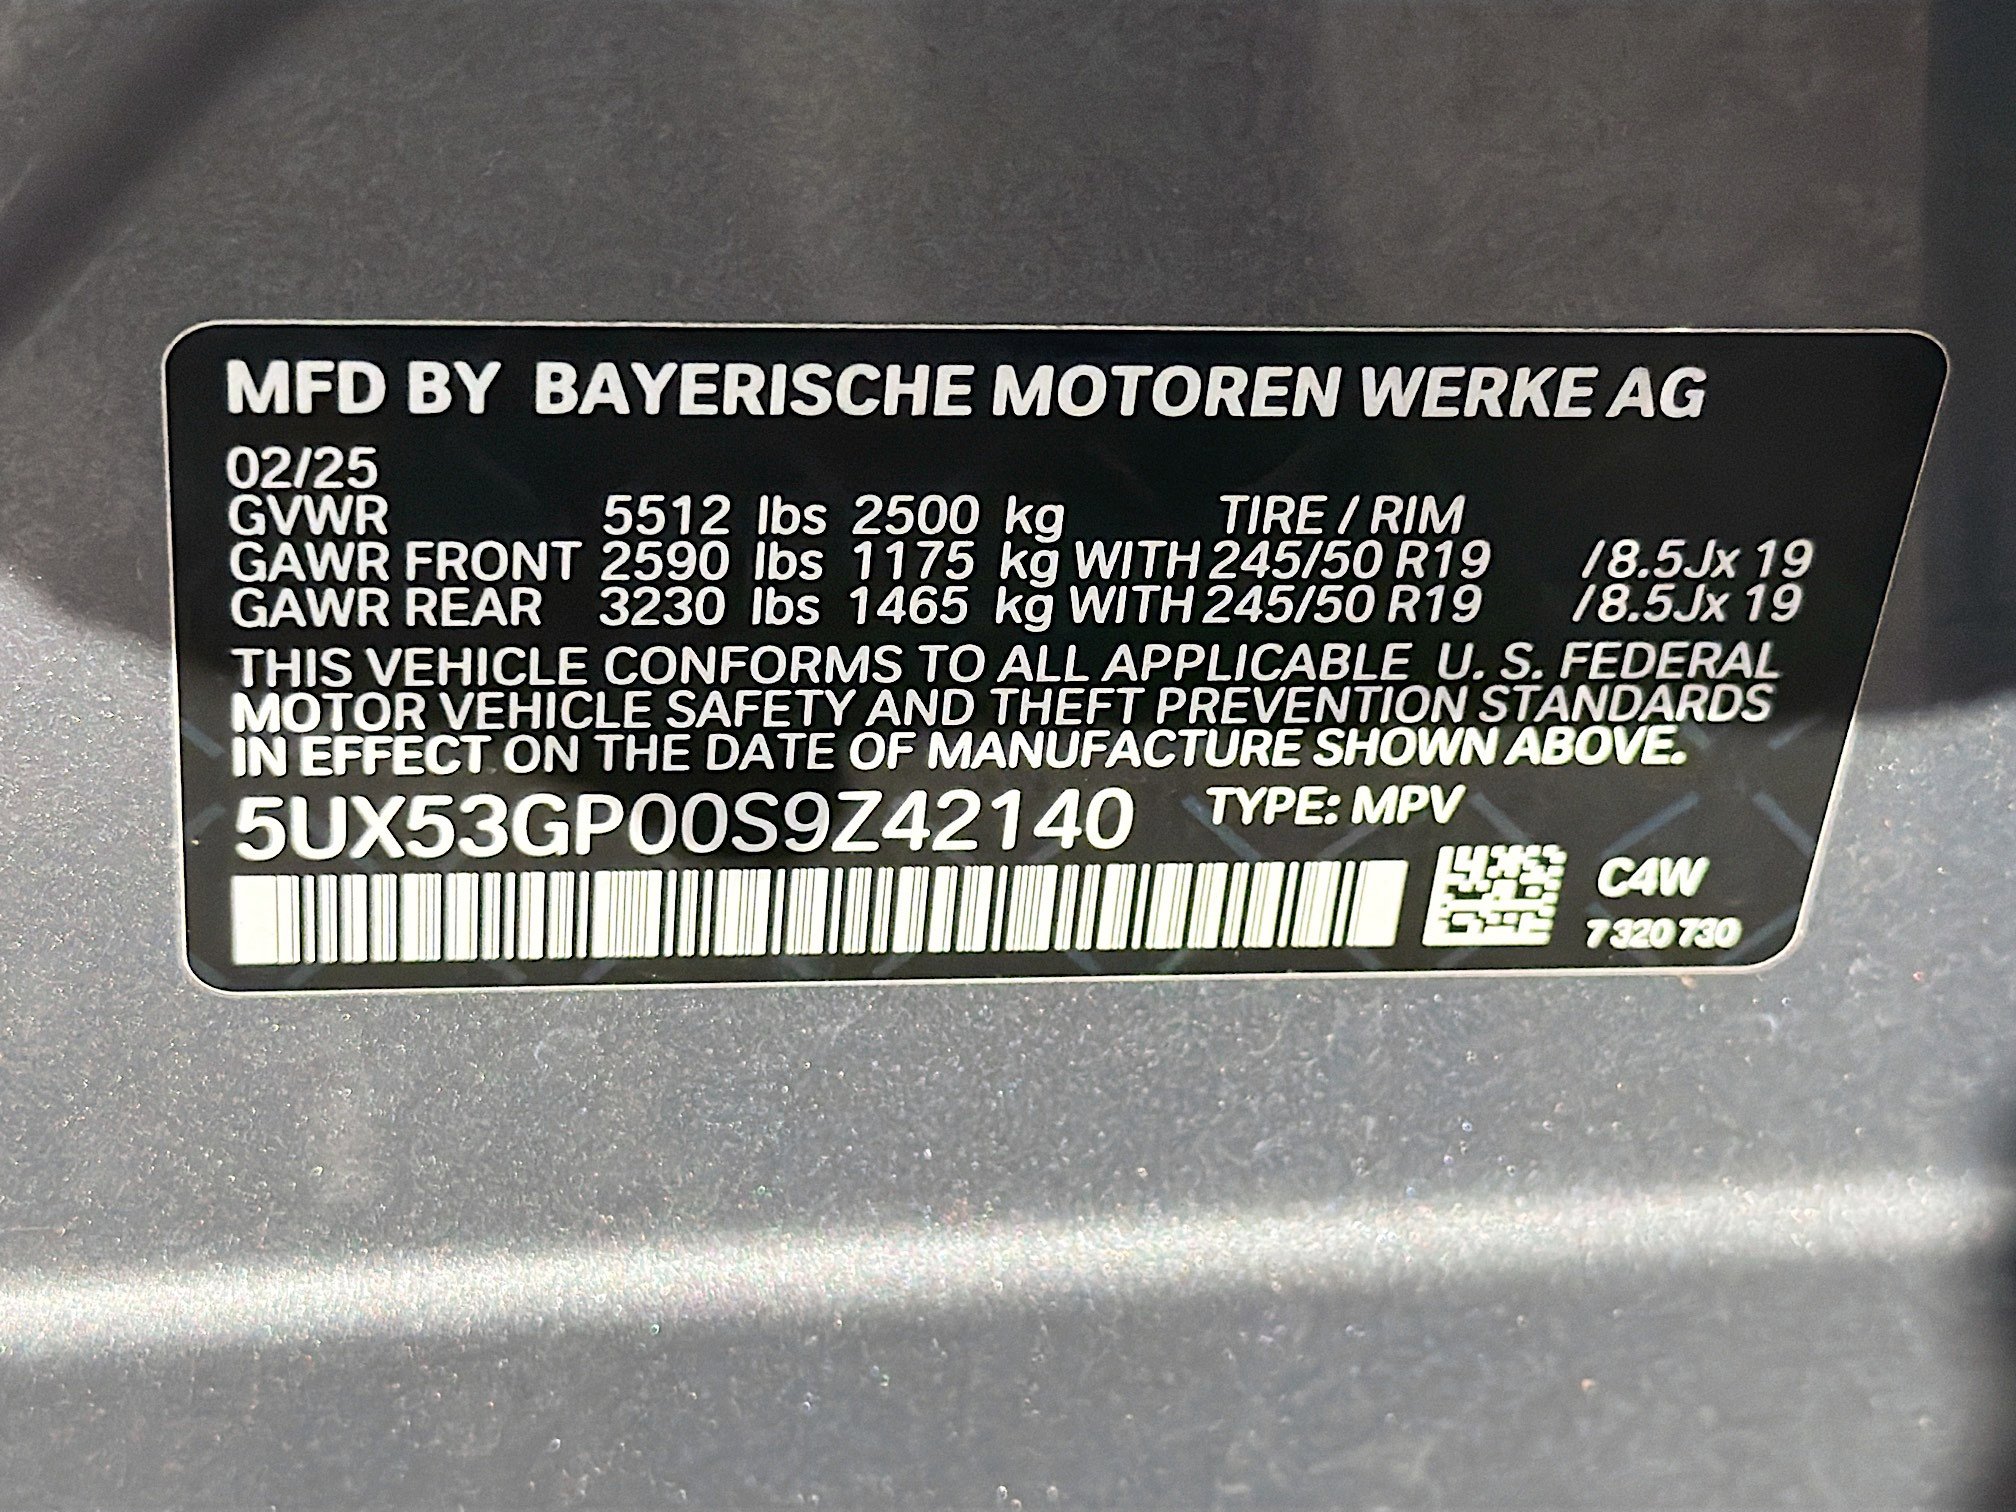 MFD BY BAYERISCHE MOTOREN WERKE AG
02/25
GVWR 5512 lbs 2500 kg TIRE / RIM
GAWR FRONT 2590 lbs 1175 kg WITH 245/50 R19 /8.5Jx 19
GAWR REAR 3230 lbs 1465 kg WITH 245/50 R19 /8.5Jx 19
THIS VEHICLE CONFORMS TO ALL APPLICABLE U. S. FEDERAL
MOTOR VEHICLE SAFETY AND THEFT PREVENTION STANDARDS
IN EFFECT ON THE DATE OF MANUFACTURE SHOWN ABOVE.
5UX53GP00S9Z42140 TYPE: MPV
C4W
7 320 730